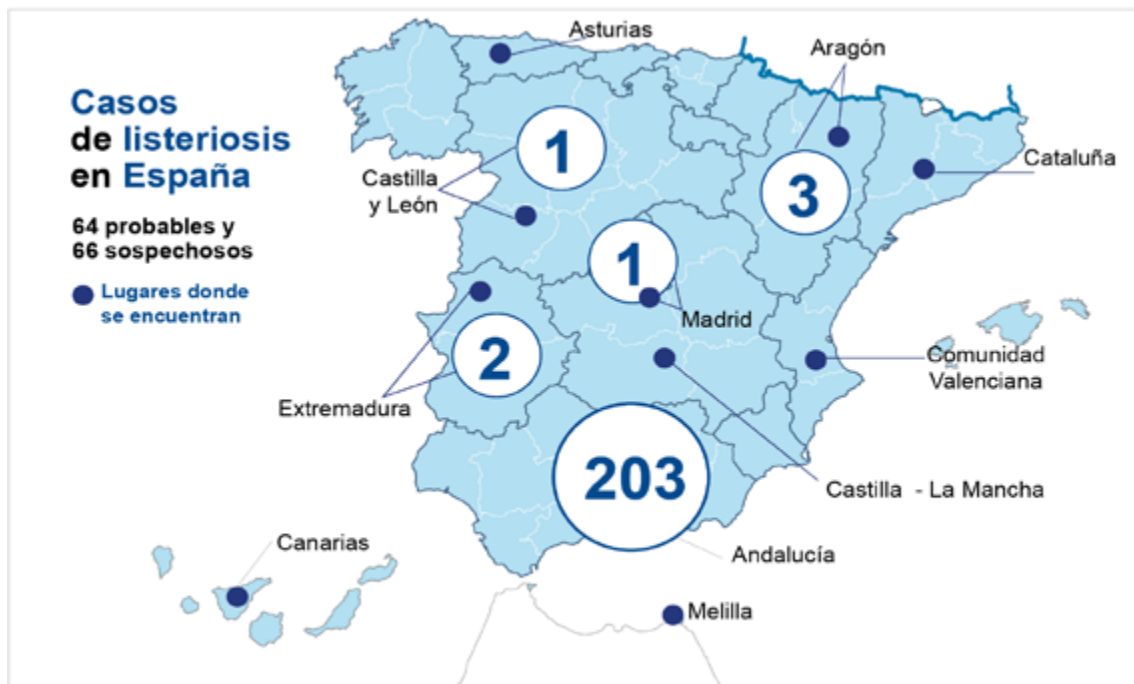 Casos
de listeriosis
en España
64 probables y
66 sospechosos
Lugares donde
se encuentran
Asturias
Aragón
1
Castilla
y León
3
Cataluña
1
Madrid
2
Extremadura
Comunidad
Valenciana
203
Castilla - La Mancha
Andalucía
Canarias
Melilla